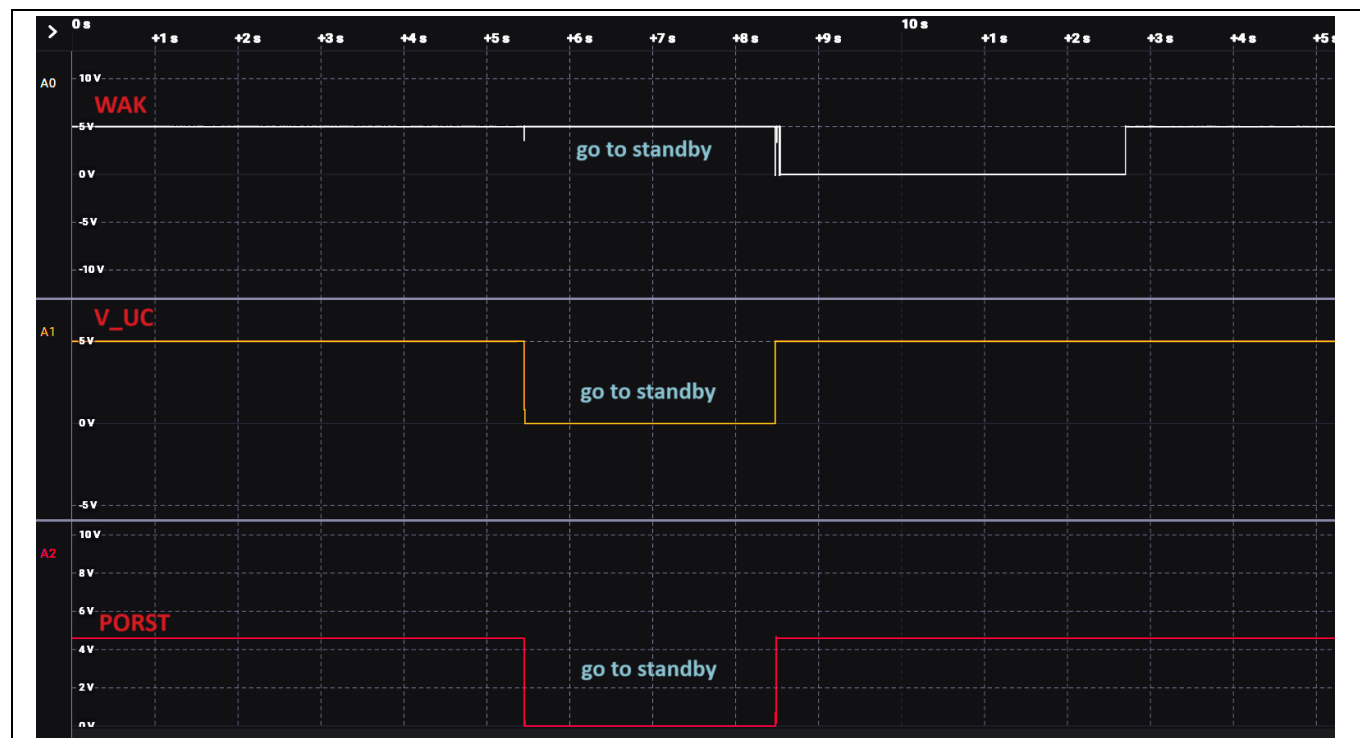 0 s 10 s
+1 s +2 s +3 s +4 s +5 s +6 s +7 s +8 s +9 s +1 s +2 s +3 s +4 s +5
A0
10 V
WAK
5 V
go to standby
0 V
-5 V
-10 V
A1
V_UC
5 V
go to standby
0 V
-5 V
A2
10 V
8 V
6 V
PORST
4 V
go to standby
2 V
0 V